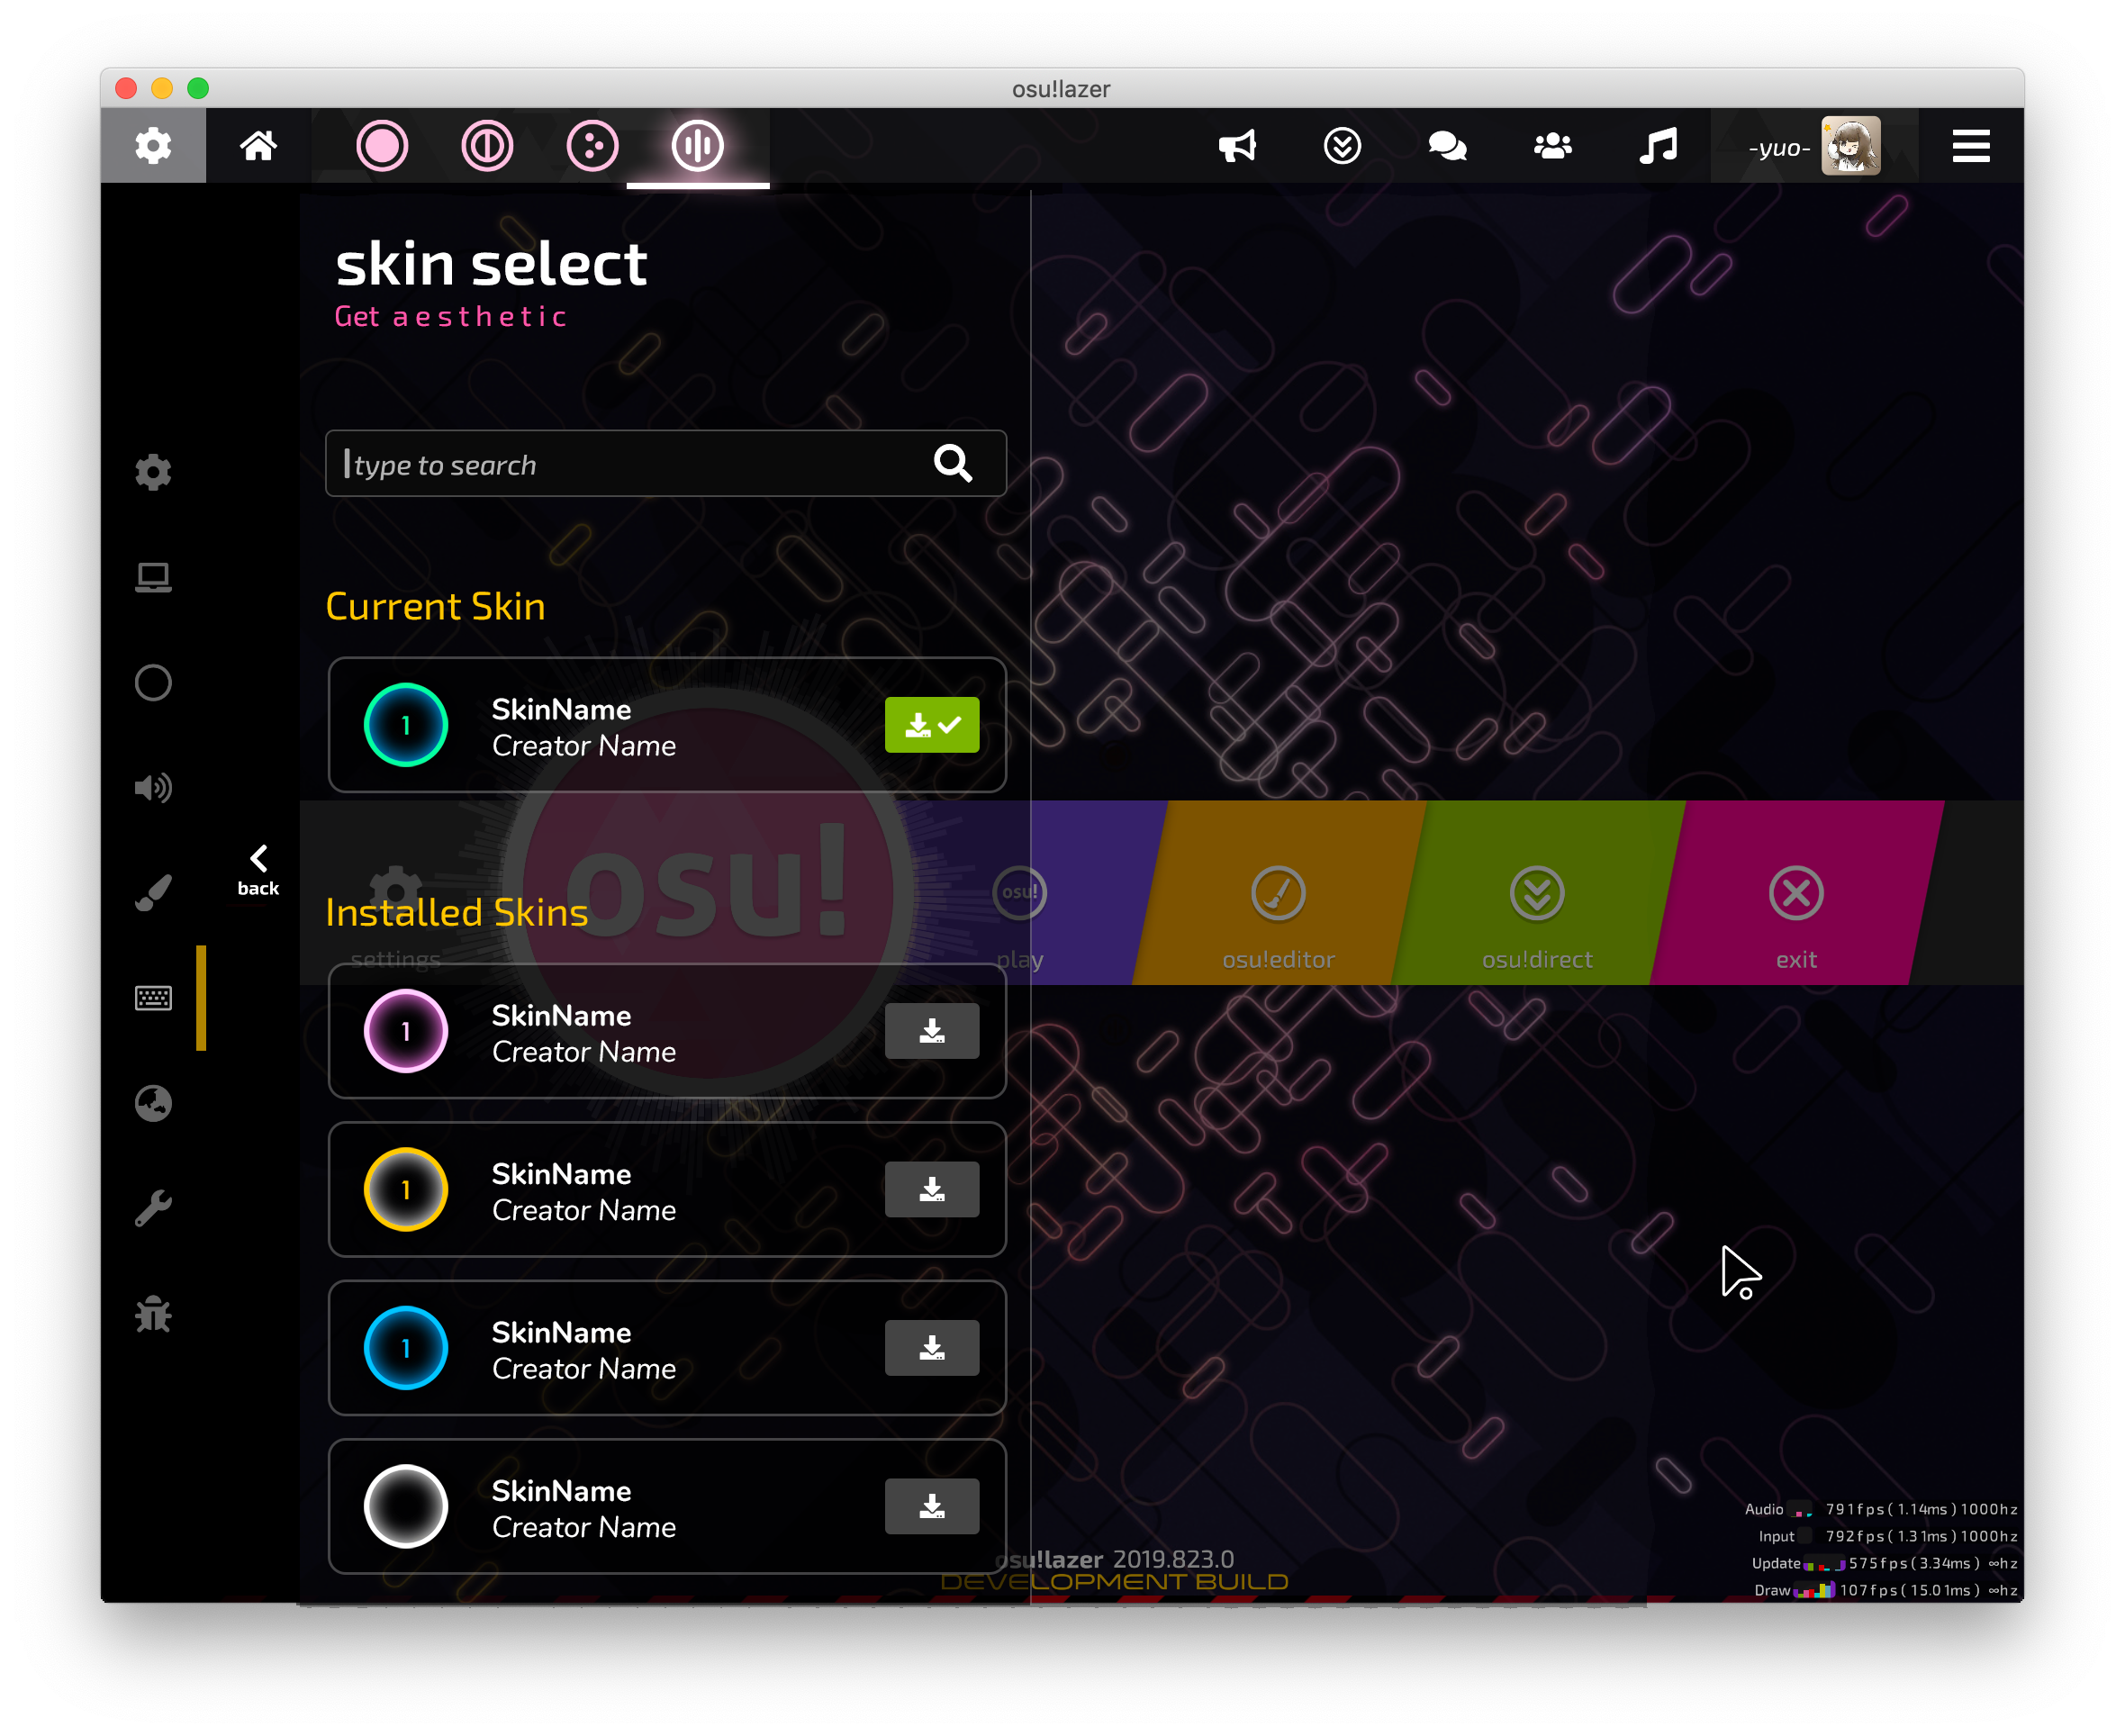 osu!lazer
-yuo-
skin select
Get aesthetic
type to search
Current Skin
1
SkinName
Creator Name
back
settings
osu!
osu!
play
osu!editor
osu!direct
exit
Installed Skins
1
SkinName
Creator Name
1
SkinName
Creator Name
1
SkinName
Creator Name
SkinName
Creator Name
osu!lazer 2019.823.0
DEVELOPMENT BUILD
Audio 791fps(1.14ms)1000hz
Input 792fps(1.31ms)1000hz
Update 575fps(3.34ms) ∞hz
Draw 107fps(15.01ms) ∞hz